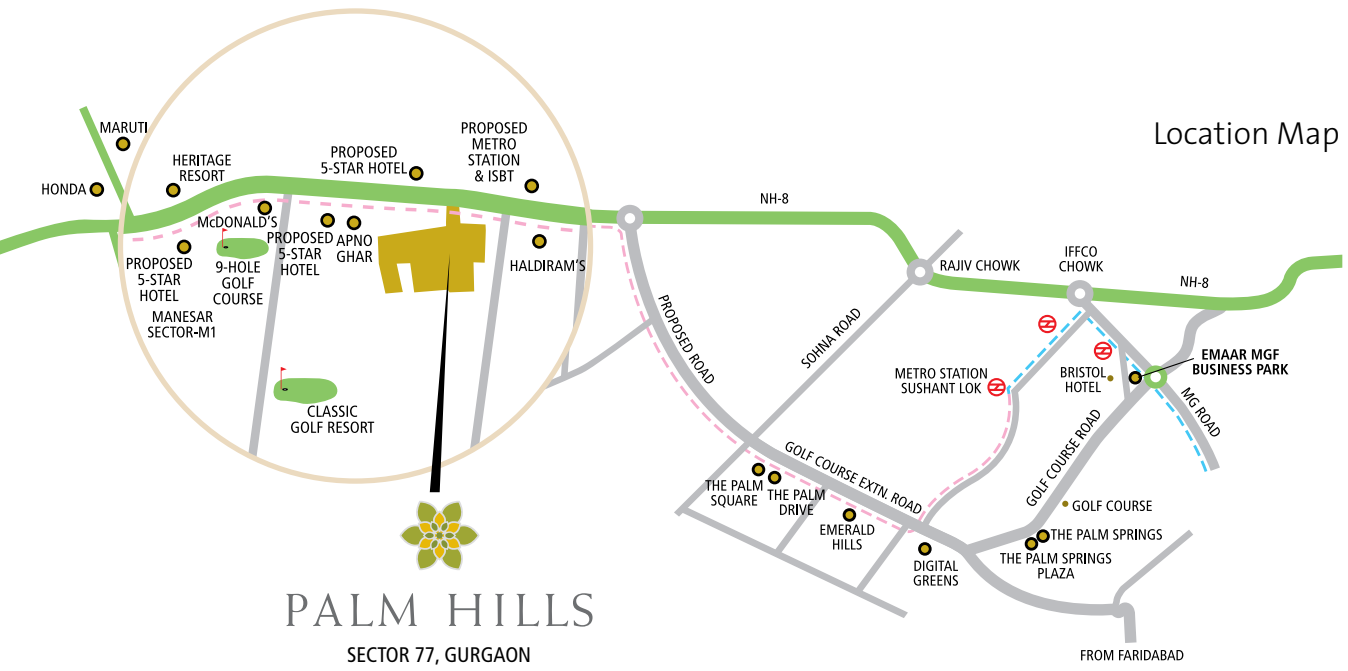 Location Map
MARUTI
HONDA
HERITAGE
RESORT
PROPOSED
5-STAR HOTEL
PROPOSED
METRO
STATION
& ISBT
McDONALD'S
PROPOSED
5-STAR
HOTEL
APNO
GHAR
HALDIRAM'S
PROPOSED
5-STAR
HOTEL
MANESAR
SECTOR-M1
9-HOLE
GOLF
COURSE
CLASSIC
GOLF RESORT
NH-8
RAJIV CHOWK
IFFCO
CHOWK
NH-8
PROPOSED ROAD
SOHNA ROAD
METRO STATION
SUSHANT LOK
BRISTOL
HOTEL
EMAAR MGF
BUSINESS PARK
MG ROAD
GOLF COURSE ROAD
GOLF COURSE EXTN. ROAD
THE PALM
SQUARE
THE PALM
DRIVE
EMERALD
HILLS
DIGITAL
GREENS
GOLF COURSE
THE PALM SPRINGS
THE PALM SPRINGS
PLAZA
FROM FARIDABAD
PALM HILLS
SECTOR 77, GURGAON